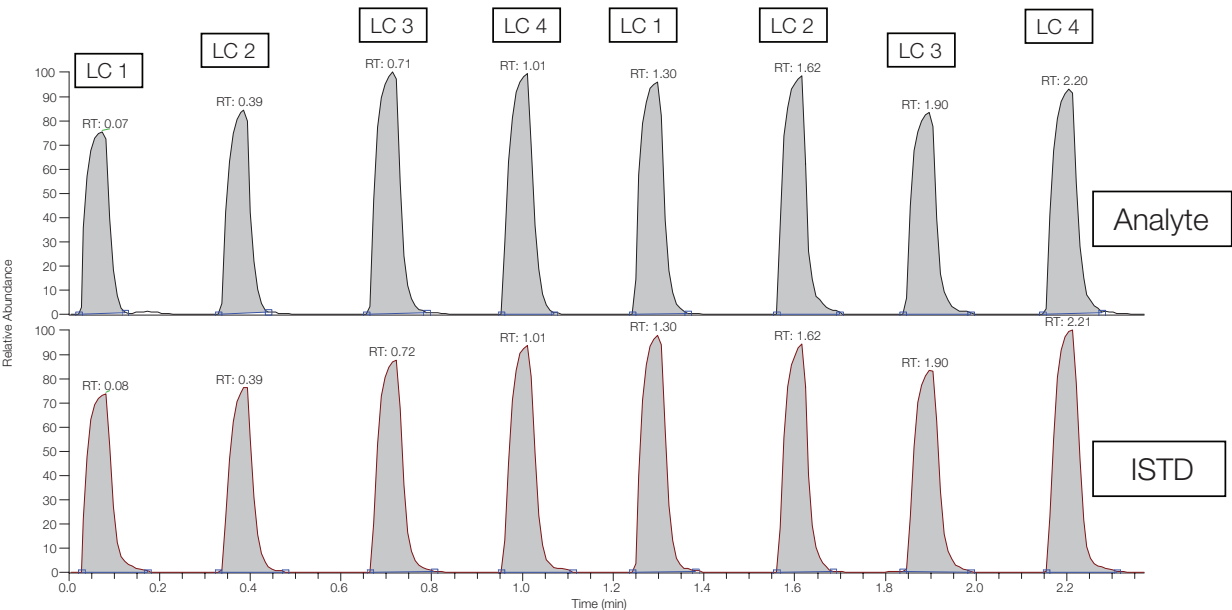 LC 1
LC 2
LC 3
LC 4
LC 1
LC 2
LC 3
LC 4
RT: 0.07
RT: 0.39
RT: 0.71
RT: 1.01
RT: 1.30
RT: 1.62
RT: 1.90
RT: 2.20
100
90
80
70
60
50
40
30
20
10
0
Analyte
Relative Abundance
RT: 0.08
RT: 0.39
RT: 0.72
RT: 1.01
RT: 1.30
RT: 1.62
RT: 1.90
RT: 2.21
100
90
80
70
60
50
40
30
20
10
0
ISTD
0.0 0.2 0.4 0.6 0.8 1.0 1.2 1.4 1.6 1.8 2.0 2.2
Time (min)